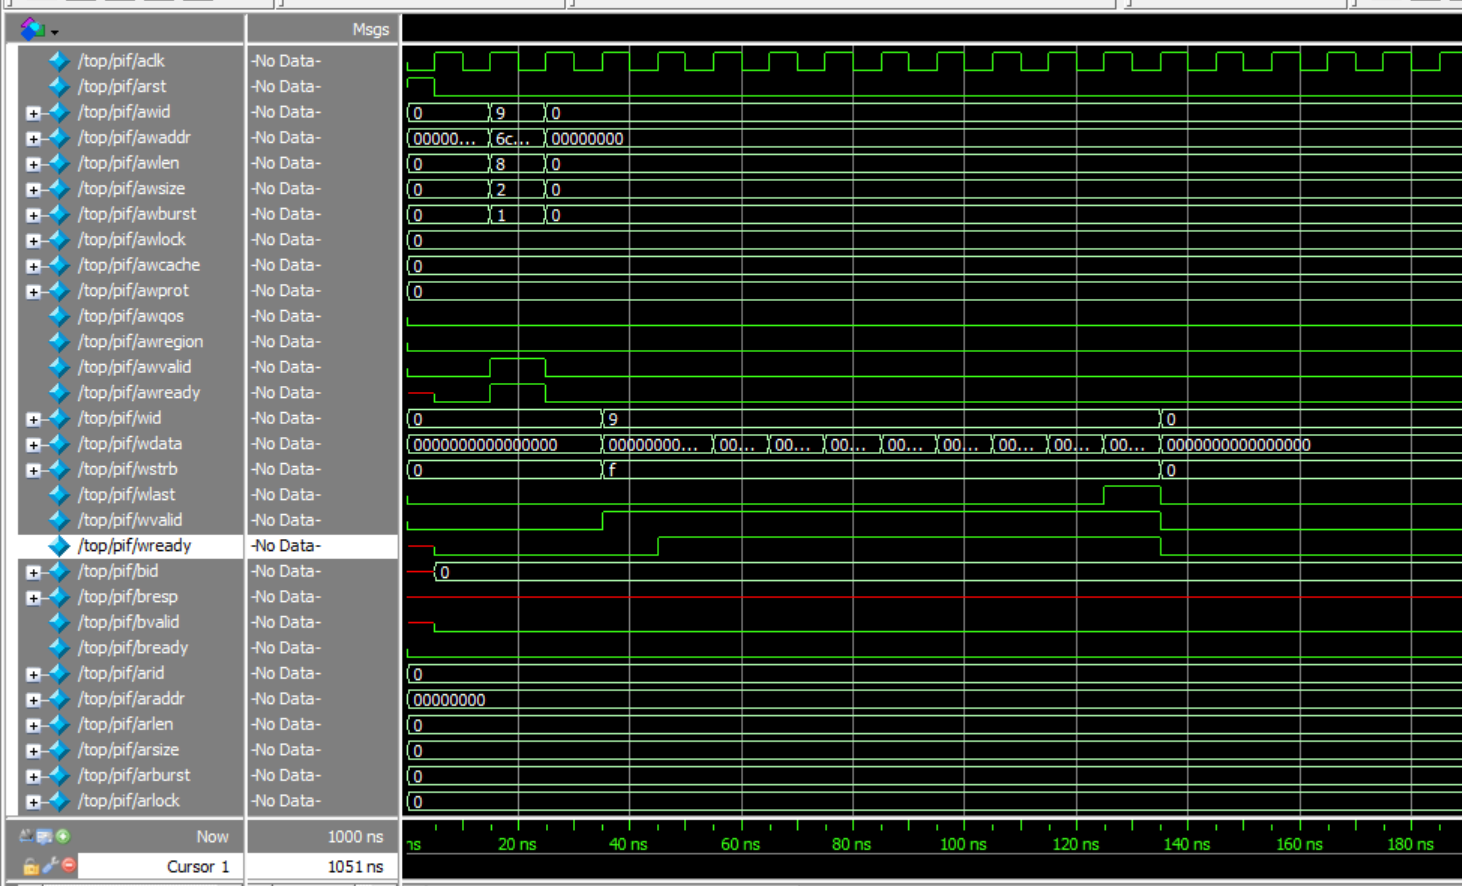 Msgs
/top/pif/aclk -No Data-
/top/pif/arst -No Data-
/top/pif/awid -No Data- 0 9 0
/top/pif/awaddr -No Data- 00000... 6c... 00000000
/top/pif/awlen -No Data- 0 8 0
/top/pif/awsize -No Data- 0 2 0
/top/pif/awburst -No Data- 0 1 0
/top/pif/awlock -No Data- 0
/top/pif/awcache -No Data- 0
/top/pif/awprot -No Data- 0
/top/pif/awqos -No Data-
/top/pif/awregion -No Data-
/top/pif/awvalid -No Data-
/top/pif/awready -No Data-
/top/pif/wid -No Data- 0 9 0
/top/pif/wdata -No Data- 0000000000000000 00000000... 00... 00... 00... 00... 00... 00... 00... 00... 0000000000000000
/top/pif/wstrb -No Data- 0 f 0
/top/pif/wlast -No Data-
/top/pif/wvalid -No Data-
/top/pif/wready -No Data-
/top/pif/bid -No Data- 0
/top/pif/bresp -No Data-
/top/pif/bvalid -No Data-
/top/pif/bready -No Data-
/top/pif/arid -No Data- 0
/top/pif/araddr -No Data- 00000000
/top/pif/arlen -No Data- 0
/top/pif/arsize -No Data- 0
/top/pif/arburst -No Data- 0
/top/pif/arlock -No Data- 0
Now 1000 ns ns 20 ns 40 ns 60 ns 80 ns 100 ns 120 ns 140 ns 160 ns 180 ns
Cursor 1 1051 ns